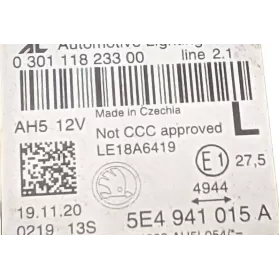 AL Automotive Lighting
0 301 118 233 00 line 2.1
Made in Czechia
AH5 12V Not CCC approved L
LE18A6419
E1 27,5
4944
19.11.20 5E4 941 015 A
0219 13S